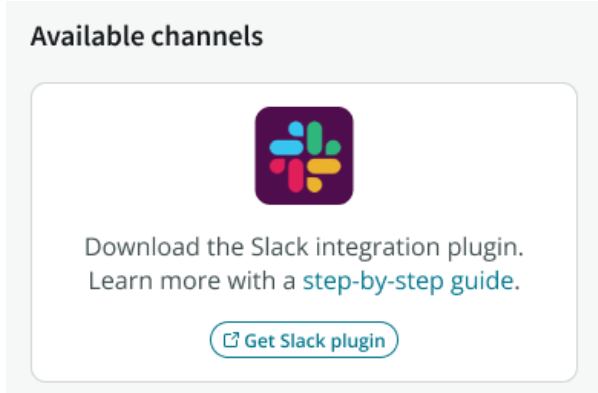 Available channels
Download the Slack integration plugin.
Learn more with a step-by-step guide.
Get Slack plugin